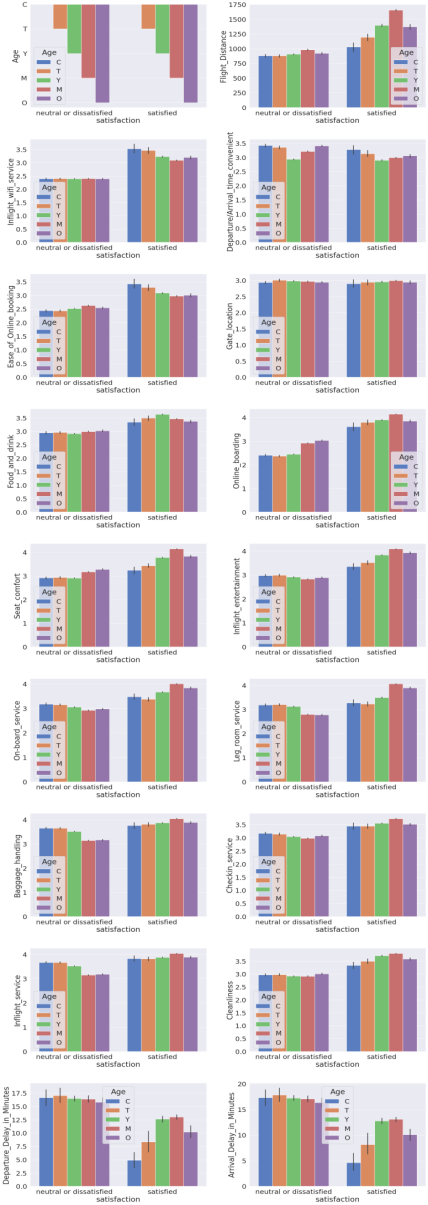 C
T
Y
M
O
Age
Age
C
T
Y
M
O
satisfaction
1750
1500
1250
1000
750
500
250
0
Flight_Distance
Age
C
T
Y
M
O
neutral or dissatisfied
satisfied
satisfaction
3.5
3.0
2.5
2.0
1.5
1.0
0.5
0.0
Inflight_wifi_service
Age
C
T
Y
M
O
neutral or dissatisfied
satisfied
satisfaction
3.5
3.0
2.5
2.0
1.5
1.0
0.5
0.0
Departure/Arrival_time_convenient
Age
C
T
Y
M
O
neutral or dissatisfied
satisfied
satisfaction
3.5
3.0
2.5
2.0
1.5
1.0
0.5
0.0
Ease_of_Online_booking
Age
C
T
Y
M
O
neutral or dissatisfied
satisfied
satisfaction
3.0
2.5
2.0
1.5
1.0
0.5
0.0
Gate_location
Age
C
T
Y
M
O
neutral or dissatisfied
satisfied
satisfaction
3.5
3.0
2.5
2.0
1.5
1.0
0.5
0.0
Food_and_drink
Age
C
T
Y
M
O
neutral or dissatisfied
satisfied
satisfaction
4
3
2
1
0
Online_boarding
Age
C
T
Y
M
O
neutral or dissatisfied
satisfied
satisfaction
4
3
2
1
0
Seat_comfort
Age
C
T
Y
M
O
neutral or dissatisfied
satisfied
satisfaction
4
3
2
1
0
Inflight_entertainment
Age
C
T
Y
M
O
neutral or dissatisfied
satisfied
satisfaction
4
3
2
1
0
On-board_service
Age
C
T
Y
M
O
neutral or dissatisfied
satisfied
satisfaction
4
3
2
1
0
Leg_room_service
Age
C
T
Y
M
O
neutral or dissatisfied
satisfied
satisfaction
4
3
2
1
0
Baggage_handling
Age
C
T
Y
M
O
neutral or dissatisfied
satisfied
satisfaction
3.5
3.0
2.5
2.0
1.5
1.0
0.5
0.0
Checkin_service
Age
C
T
Y
M
O
neutral or dissatisfied
satisfied
satisfaction
4
3
2
1
0
Inflight_service
Age
C
T
Y
M
O
neutral or dissatisfied
satisfied
satisfaction
3.5
3.0
2.5
2.0
1.5
1.0
0.5
0.0
Cleanliness
Age
C
T
Y
M
O
neutral or dissatisfied
satisfied
satisfaction
17.5
15.0
12.5
10.0
7.5
5.0
2.5
0.0
Departure_Delay_in_Minutes
Age
C
T
Y
M
O
neutral or dissatisfied
satisfied
satisfaction
20
15
10
5
0
Arrival_Delay_in_Minutes
Age
C
T
Y
M
O
neutral or dissatisfied
satisfied
satisfaction